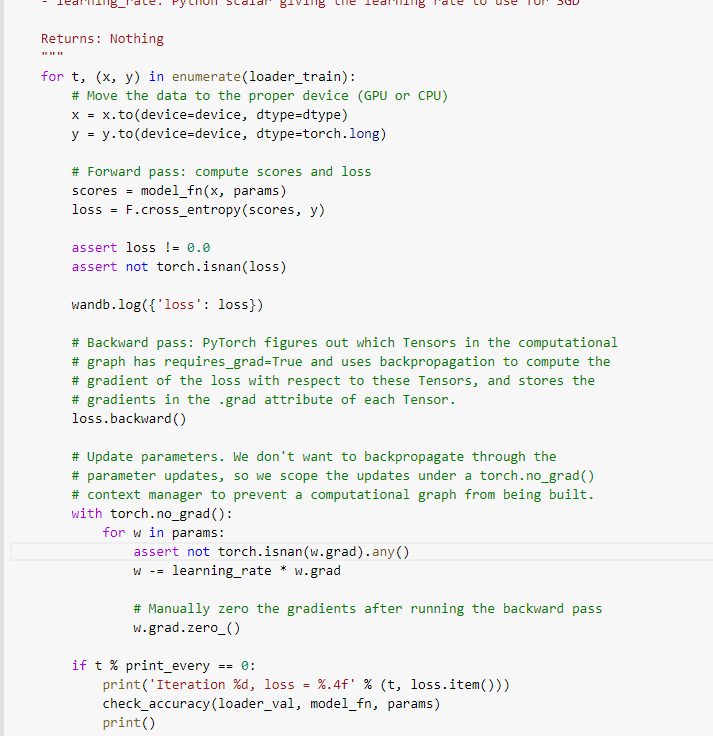 - learning_rate: Python scalar giving the learning rate to use for SGD
Returns: Nothing
"""
for t, (x, y) in enumerate(loader_train):
# Move the data to the proper device (GPU or CPU)
x = x.to(device=device, dtype=dtype)
y = y.to(device=device, dtype=torch.long)
# Forward pass: compute scores and loss
scores = model_fn(x, params)
loss = F.cross_entropy(scores, y)
assert loss != 0.0
assert not torch.isnan(loss)
wandb.log({'loss': loss})
# Backward pass: PyTorch figures out which Tensors in the computational
# graph has requires_grad=True and uses backpropagation to compute the
# gradient of the loss with respect to these Tensors, and stores the
# gradients in the .grad attribute of each Tensor.
loss.backward()
# Update parameters. We don't want to backpropagate through the
# parameter updates, so we scope the updates under a torch.no_grad()
# context manager to prevent a computational graph from being built.
with torch.no_grad():
for w in params:
assert not torch.isnan(w.grad).any()
w -= learning_rate * w.grad
# Manually zero the gradients after running the backward pass
w.grad.zero_()
if t % print_every == 0:
print('Iteration %d, loss = %.4f' % (t, loss.item()))
check_accuracy(loader_val, model_fn, params)
print()